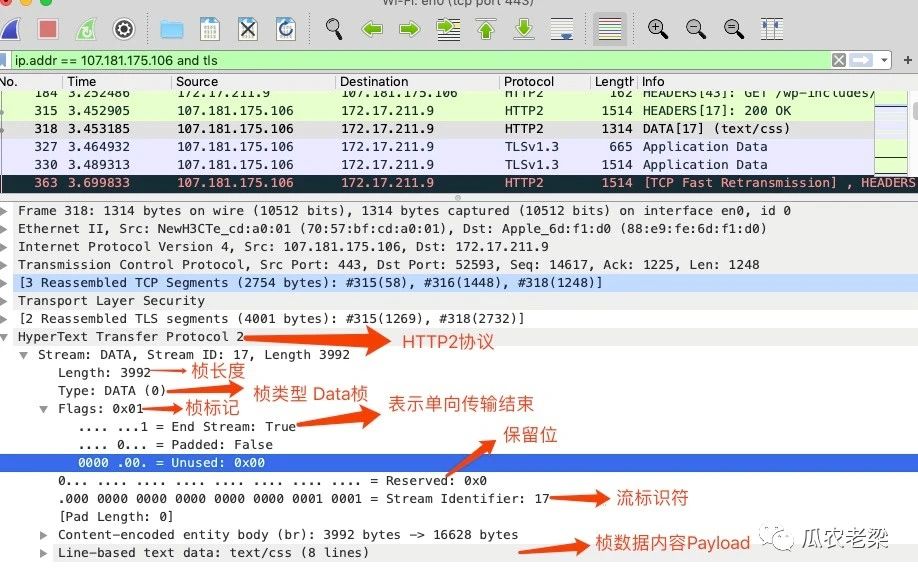 Wi-Fi: en0 (tcp port 443)
ip.addr == 107.181.175.106 and tls
No. Time Source Destination Protocol Length Info
184 3.252486 172.17.211.9 107.181.175.106 HTTP2 162 HEADERS[43]: GET /wp-includes/
315 3.452905 107.181.175.106 172.17.211.9 HTTP2 1514 HEADERS[17]: 200 OK
318 3.453185 107.181.175.106 172.17.211.9 HTTP2 1314 DATA[17] (text/css)
327 3.464932 107.181.175.106 172.17.211.9 TLSv1.3 665 Application Data
330 3.489313 107.181.175.106 172.17.211.9 TLSv1.3 1514 Application Data
363 3.699833 107.181.175.106 172.17.211.9 HTTP2 1514 [TCP Fast Retransmission] , HEADERS
Frame 318: 1314 bytes on wire (10512 bits), 1314 bytes captured (10512 bits) on interface en0, id 0
Ethernet II, Src: NewH3CTe_cd:a0:01 (70:57:bf:cd:a0:01), Dst: Apple_6d:f1:d0 (88:e9:fe:6d:f1:d0)
Internet Protocol Version 4, Src: 107.181.175.106, Dst: 172.17.211.9
Transmission Control Protocol, Src Port: 443, Dst Port: 52593, Seq: 14617, Ack: 1225, Len: 1248
[3 Reassembled TCP Segments (2754 bytes): #315(58), #316(1448), #318(1248)]
Transport Layer Security
[2 Reassembled TLS segments (4001 bytes): #315(1269), #318(2732)]
HyperText Transfer Protocol 2 HTTP2协议
Stream: DATA, Stream ID: 17, Length 3992
Length: 3992 帧长度
Type: DATA (0) 帧类型 Data帧
Flags: 0x01 帧标记
.... ...1 = End Stream: True 表示单向传输结束
.... 0... = Padded: False
0000 .00. = Unused: 0x00
保留位
0... .... .... .... .... .... .... .... = Reserved: 0x0
.000 0000 0000 0000 0000 0000 0001 0001 = Stream Identifier: 17 流标识符
[Pad Length: 0]
Content-encoded entity body (br): 3992 bytes -> 16628 bytes
Line-based text data: text/css (8 lines) 帧数据内容Payload
瓜农老梁